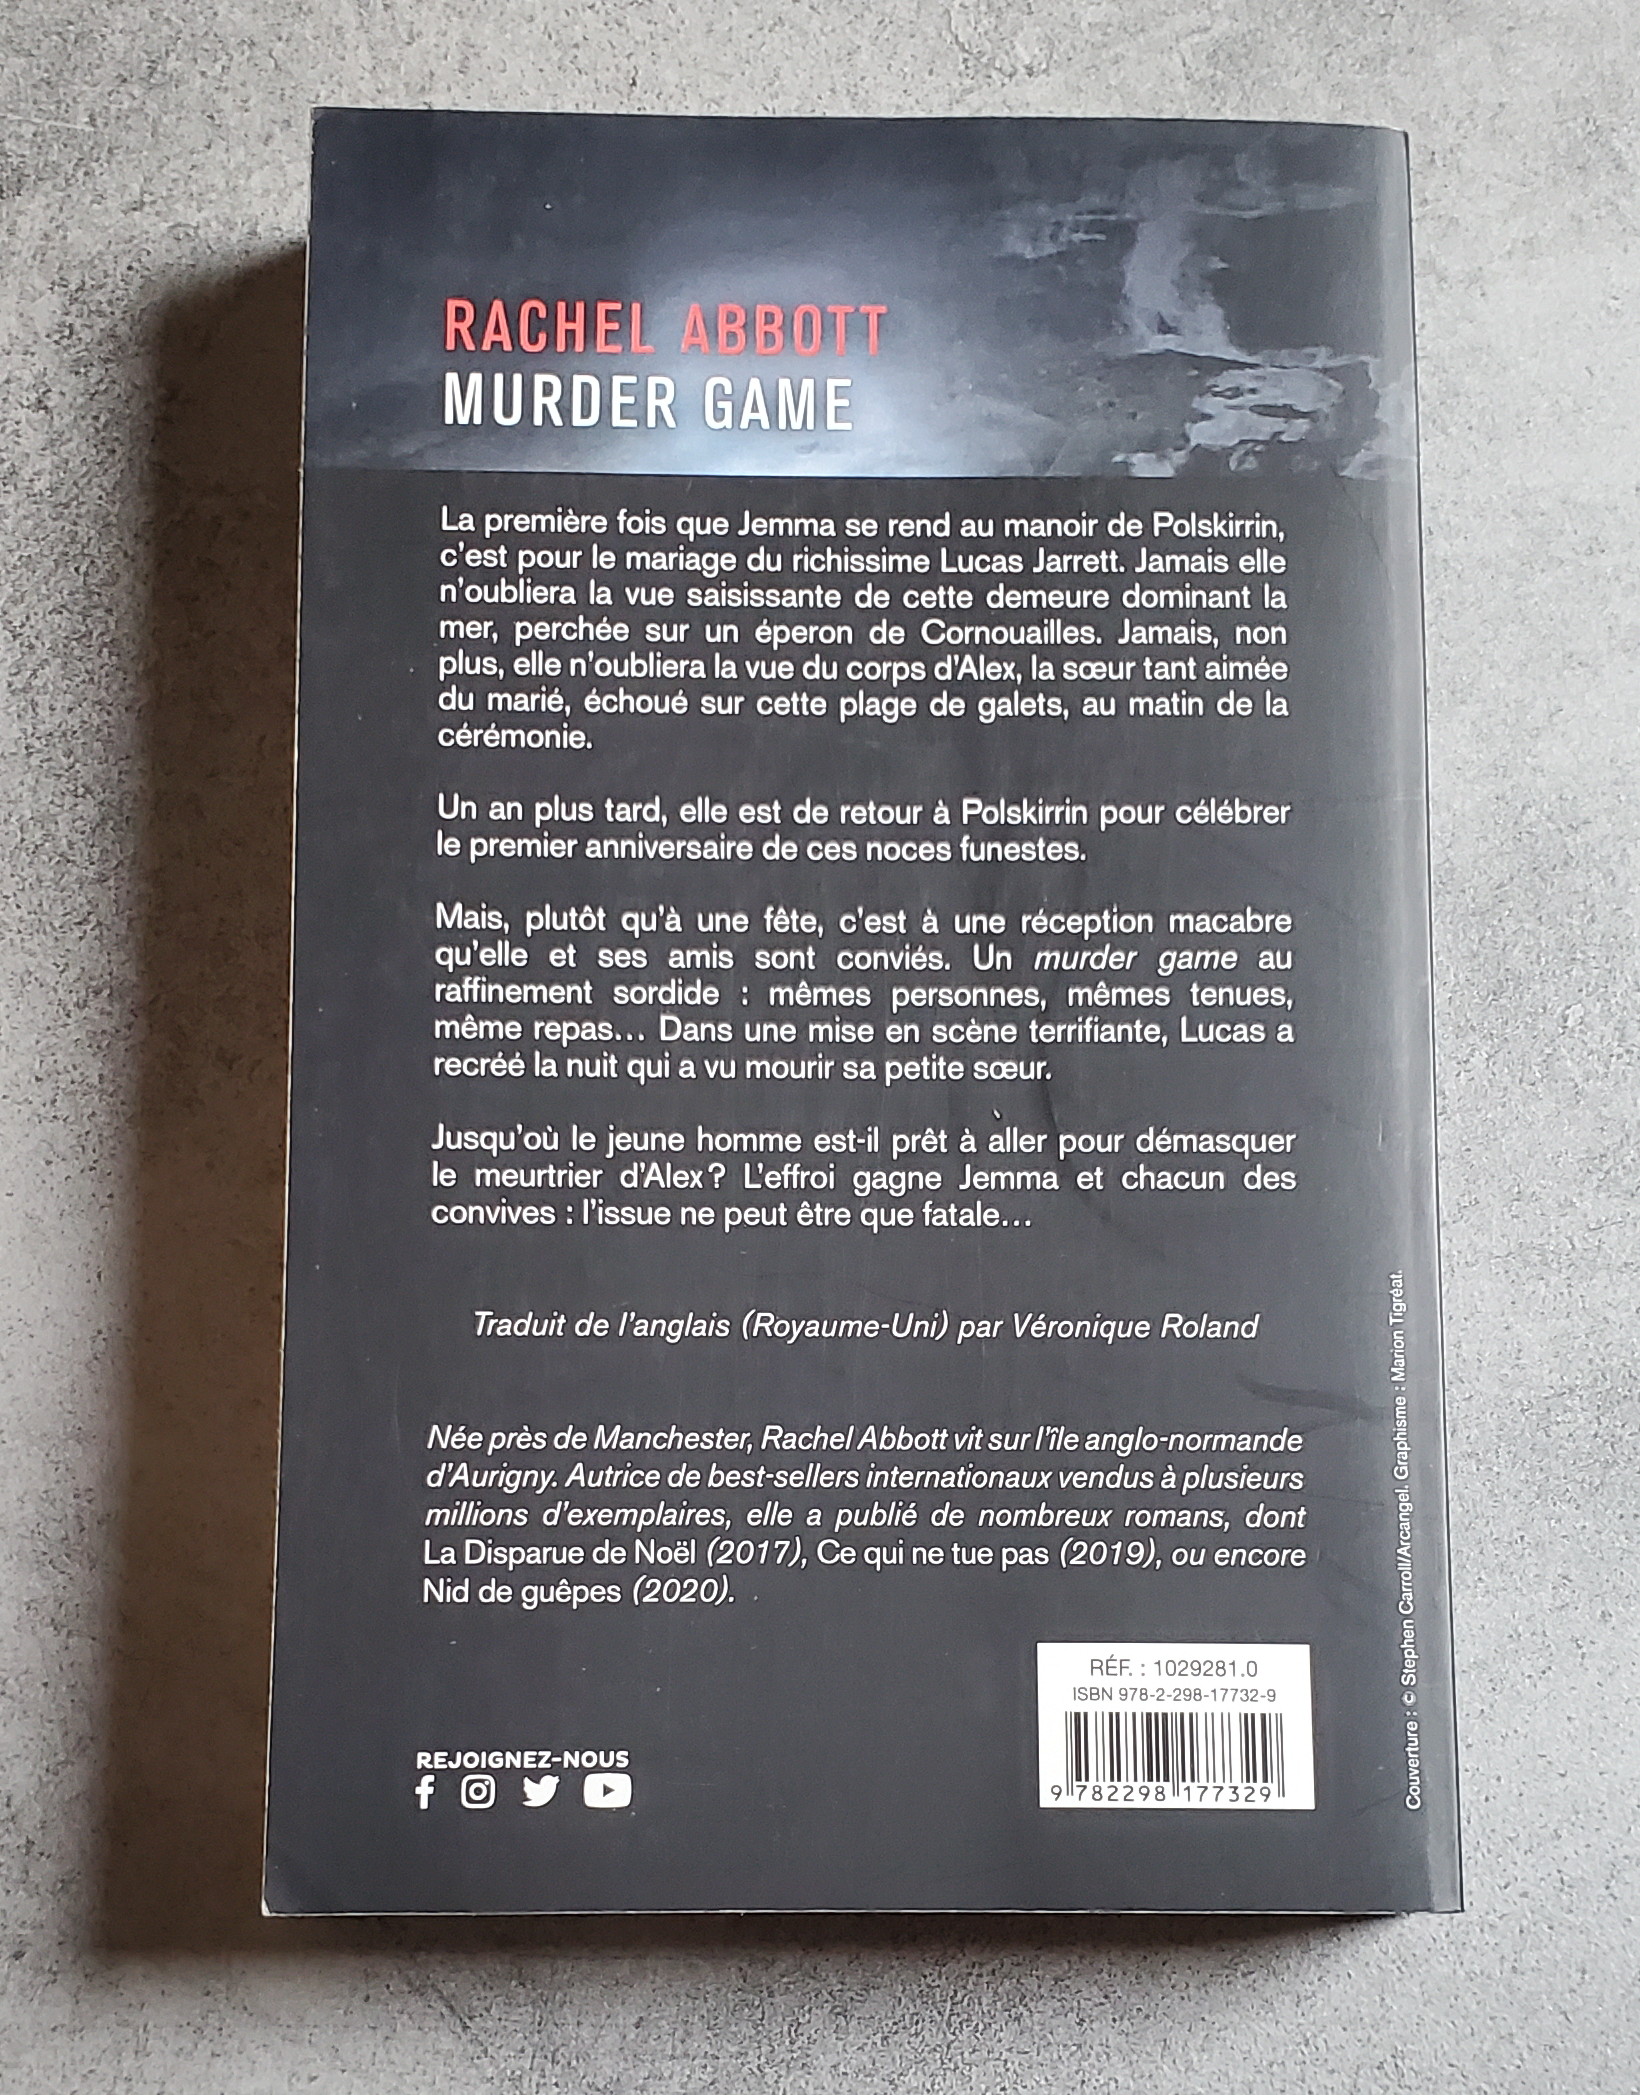 RACHEL ABBOTT
MURDER GAME
La première fois que Jemma se rend au manoir de Polskirrin,
c'est pour le mariage du richissime Lucas Jarrett. Jamais elle
n'oubliera la vue saisissante de cette demeure dominant la
mer, perchée sur un éperon de Cornouailles. Jamais, non
plus, elle n'oubliera la vue du corps d'Alex, la sœur tant aimée
du marié, échoué sur cette plage de galets, au matin de la
cérémonie.
Un an plus tard, elle est de retour à Polskirrin pour célébrer
le premier anniversaire de ces noces funestes.
Mais, plutôt qu'à une fête, c'est à une réception macabre
qu'elle et ses amis sont conviés. Un murder game au
raffinement sordide : mêmes personnes, mêmes tenues,
même repas... Dans une mise en scène terrifiante, Lucas a
recréé la nuit qui a vu mourir sa petite sœur.
Jusqu'où le jeune homme est-il prêt à aller pour démasquer
le meurtrier d'Alex ? L'effroi gagne Jemma et chacun des
convives : l'issue ne peut être que fatale...
Traduit de l'anglais (Royaume-Uni) par Véronique Roland
Née près de Manchester, Rachel Abbott vit sur l'île anglo-normande
d'Aurigny. Autrice de best-sellers internationaux vendus à plusieurs
millions d'exemplaires, elle a publié de nombreux romans, dont
La Disparue de Noël (2017), Ce qui ne tue pas (2019), ou encore
Nid de guêpes (2020).
RÉF. : 1029281.0
ISBN 978-2-298-17732-9
9 782298 177329
REJOIGNEZ-NOUS
Couverture : © Stephen Carroll/Arcangel. Graphisme : Marion Tigréat.